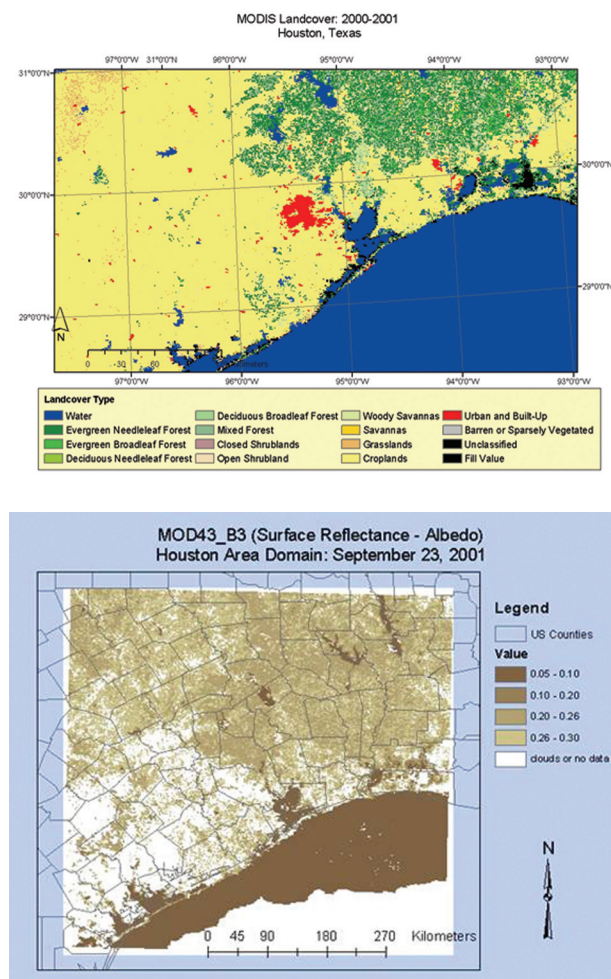 MODIS Landcover: 2000-2001
Houston, Texas
97°0'0"W 31°0'0"N 96°0'0"W 95°0'0"W 94°0'0"W 93°0'0"W
31°0'0"N
30°0'0"N
30°0'0"N
29°0'0"N
29°0'0"N
N
97°0'0"W 96°0'0"W 95°0'0"W 94°0'0"W 93°0'0"W
Landcover Type
Water
Evergreen Needleleaf Forest
Evergreen Broadleaf Forest
Deciduous Needleleaf Forest
Deciduous Broadleaf Forest
Mixed Forest
Closed Shrublands
Open Shrubland
Woody Savannas
Savannas
Grasslands
Croplands
Urban and Built-Up
Barren or Sparsely Vegetated
Unclassified
Fill Value
MOD43_B3 (Surface Reflectance - Albedo)
Houston Area Domain: September 23, 2001
Legend
US Counties
Value
0.05 - 0.10
0.10 - 0.20
0.20 - 0.26
0.26 - 0.30
clouds or no data
N
0 45 90 180 270 Kilometers